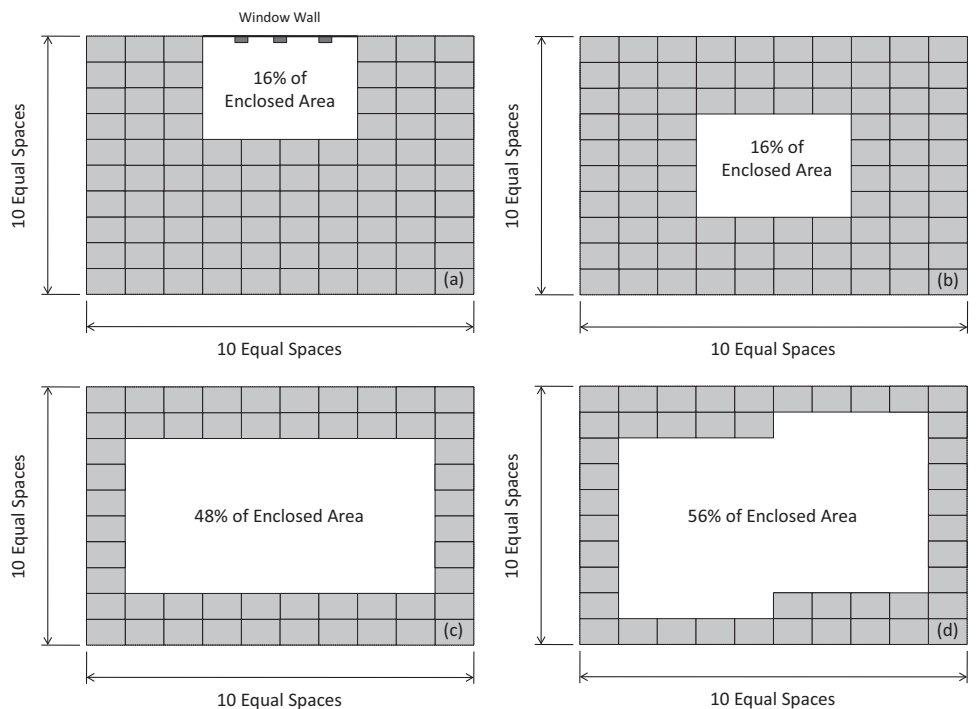 Window Wall
10 Equal Spaces
16% of
Enclosed Area
(a)
10 Equal Spaces
10 Equal Spaces
16% of
Enclosed Area
(b)
10 Equal Spaces
10 Equal Spaces
48% of Enclosed Area
(c)
10 Equal Spaces
10 Equal Spaces
56% of Enclosed Area
(d)
10 Equal Spaces